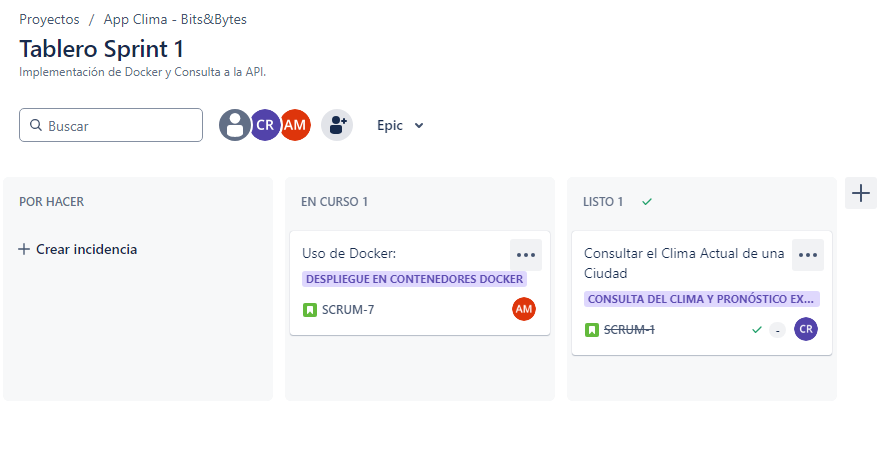 Proyectos / App Clima - Bits&Bytes
Tablero Sprint 1
Implementación de Docker y Consulta a la API.
Buscar
CR
AM
Epic
POR HACER
+ Crear incidencia
EN CURSO 1
Uso de Docker:
DESPLIEGUE EN CONTENEDORES DOCKER
SCRUM-7
AM
LISTO 1
Consultar el Clima Actual de una
Ciudad
CONSULTA DEL CLIMA Y PRONÓSTICO EX...
SCRUM-1
-
CR